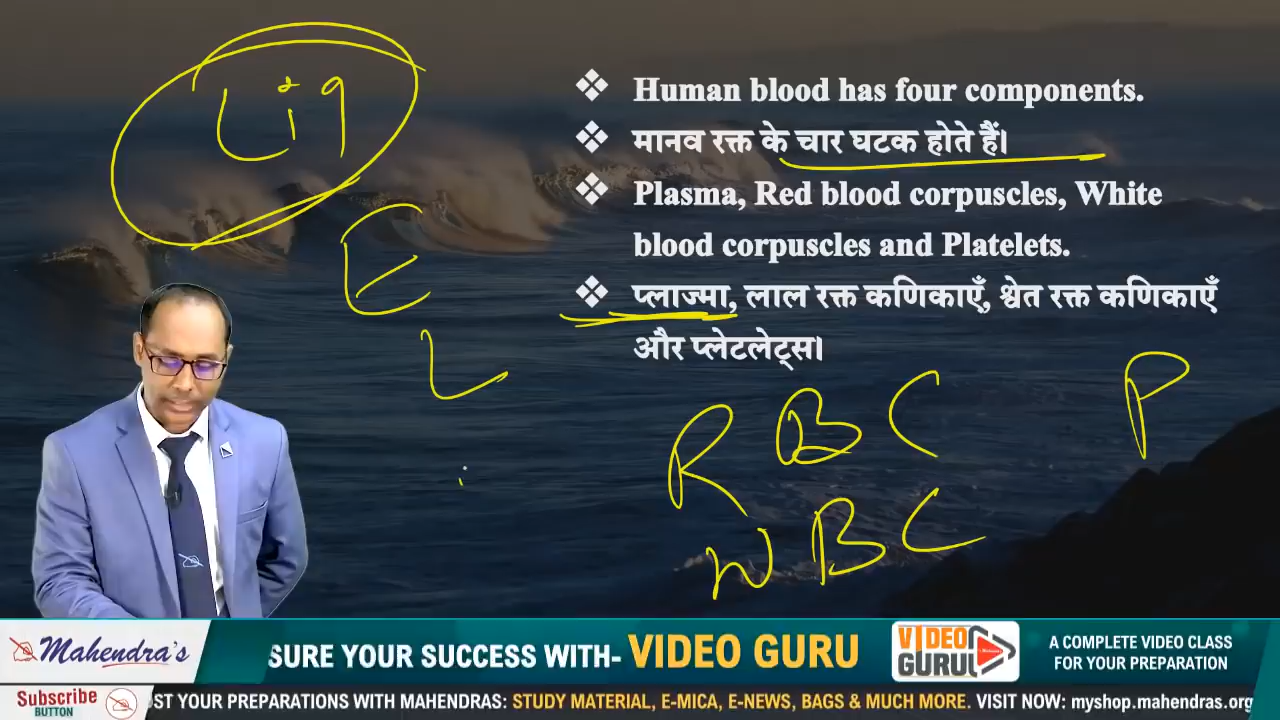 Liq
E
L
❖ Human blood has four components.
❖ मानव रक्त के चार घटक होते हैं।
❖ Plasma, Red blood corpuscles, White
blood corpuscles and Platelets.
❖ प्लाज्मा, लाल रक्त कणिकाएँ, श्वेत रक्त कणिकाएँ
और प्लेटलेट्स।
RBC
P
WBC
Mahendra's
SURE YOUR SUCCESS WITH- VIDEO GURU
VIDEO
GURU
A COMPLETE VIDEO CLASS
FOR YOUR PREPARATION
Subscribe
BUTTON
ST YOUR PREPARATIONS WITH MAHENDRAS: STUDY MATERIAL, E-MICA, E-NEWS, BAGS & MUCH MORE. VISIT NOW: myshop.mahendras.org